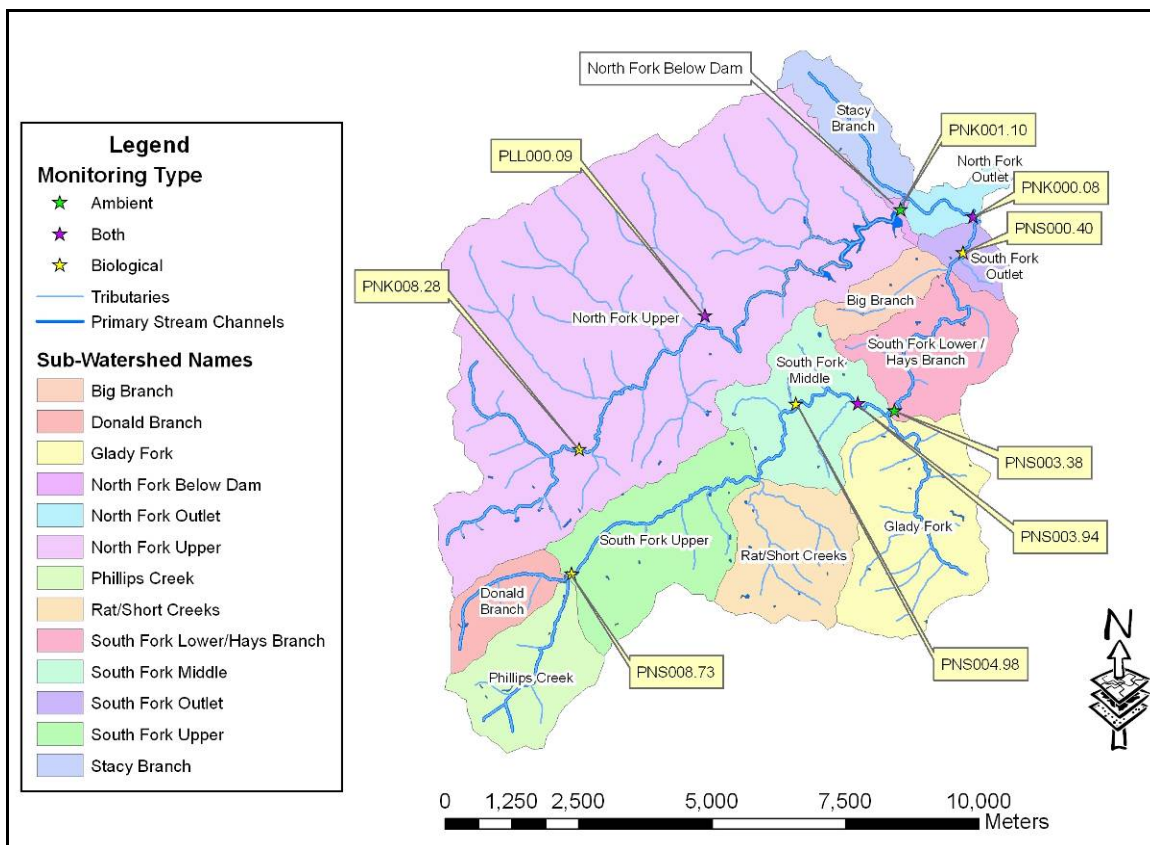 Legend
Monitoring Type
Ambient
Both
Biological
Tributaries
Primary Stream Channels
Sub-Watershed Names
Big Branch
Donald Branch
Glady Fork
North Fork Below Dam
North Fork Outlet
North Fork Upper
Phillips Creek
Rat/Short Creeks
South Fork Lower/Hays Branch
South Fork Middle
South Fork Outlet
South Fork Upper
Stacy Branch
North Fork Below Dam
Stacy
Branch
PNK001.10
PLL000.09
North Fork
Outlet
PNK000.08
PNS000.40
South Fork
Outlet
PNK008.28
Big Branch
North Fork Upper
South Fork Lower /
Hays Branch
South Fork
Middle
PNS003.38
Glady Fork
PNS003.94
South Fork Upper
Rat/Short Creeks
Donald
Branch
PNS004.98
PNS008.73
Phillips Creek
N
0 1,250 2,500 5,000 7,500 10,000
Meters